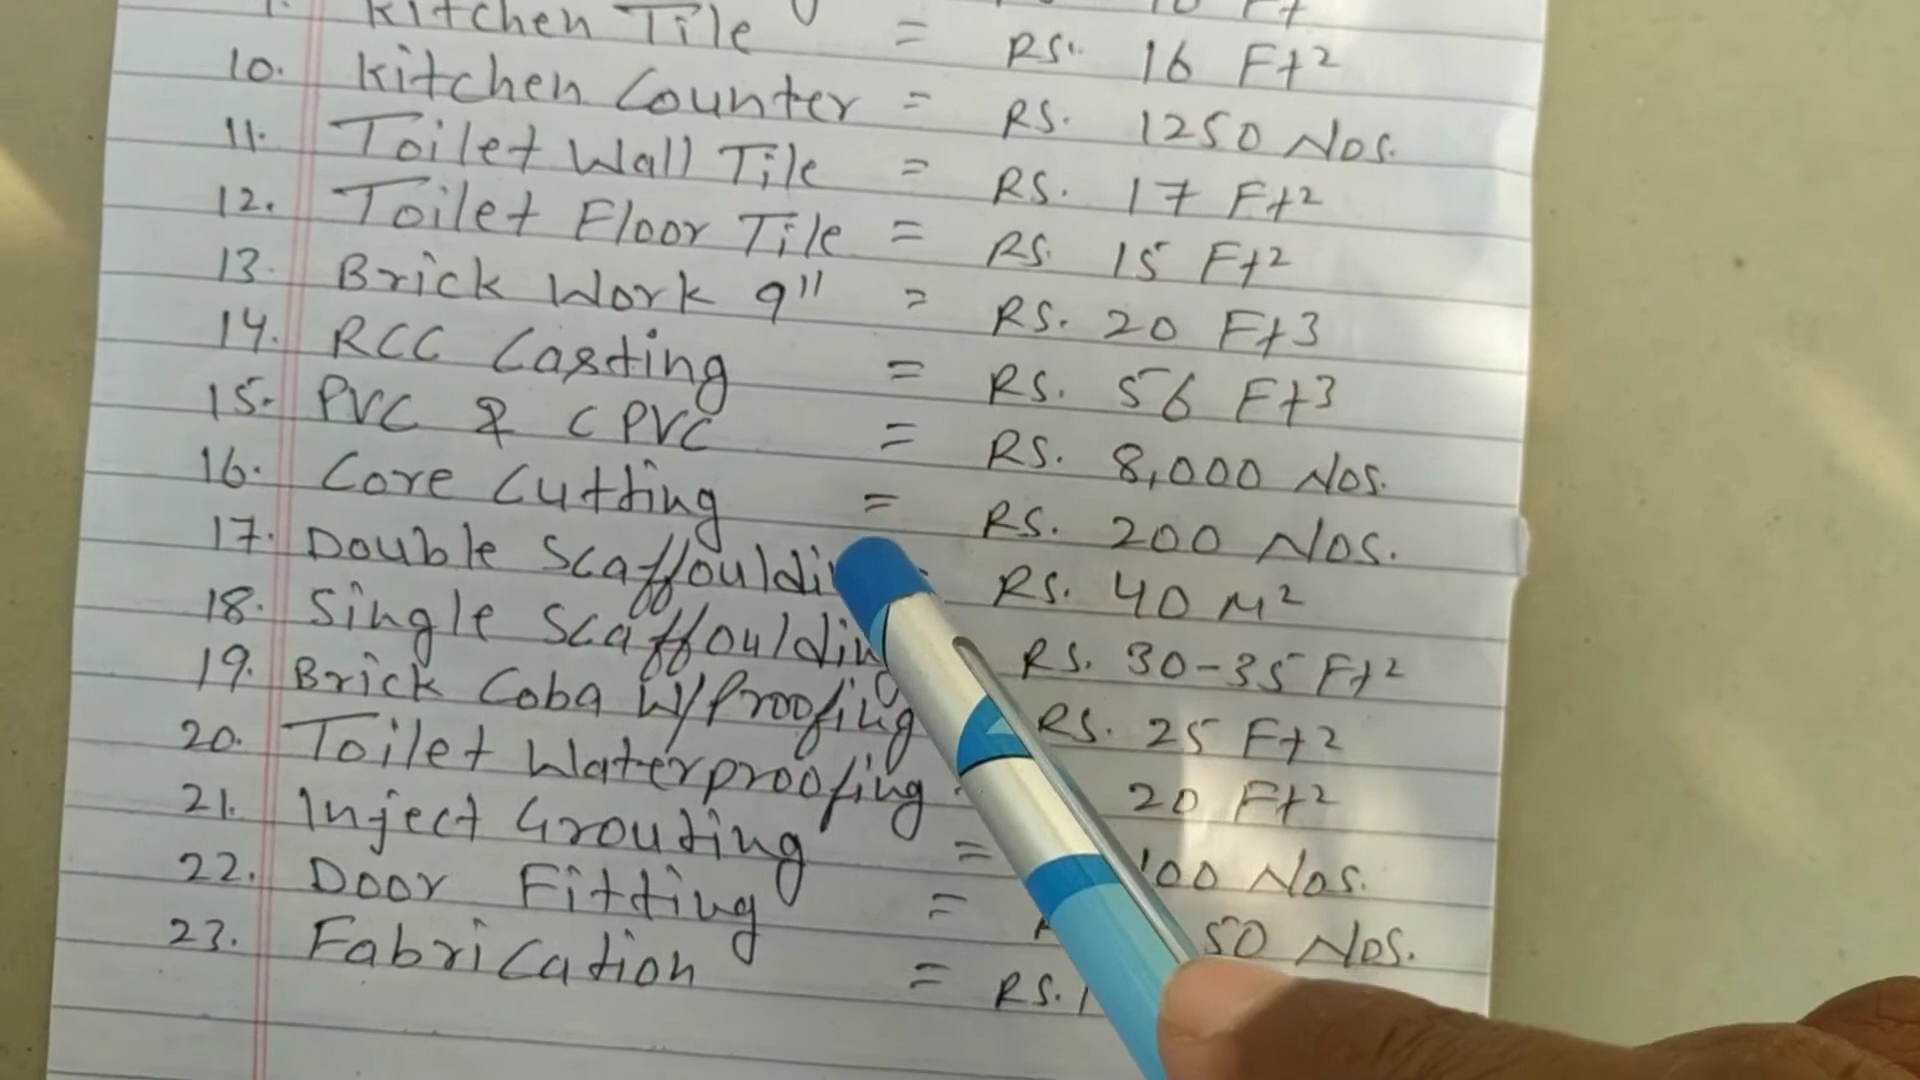 Kitchen Tile = RS. 16 Ft²
10. Kitchen Counter = RS. 1250 Nos.
11. Toilet Wall Tile = RS. 17 Ft²
12. Toilet Floor Tile = RS. 15 Ft²
13. Brick Work 9" = RS. 20 Ft3
14. RCC Casting = RS. 56 Ft3
15. PVC & CPVC = RS. 8,000 Nos.
16. Core Cutting = RS. 200 Nos.
17. Double Scaffouldi RS. 40 M²
18. Single Scaffoulding RS. 30-35 Ft²
19. Brick Coba W/Proofing RS. 25 Ft²
20. Toilet Waterproofing 20 Ft²
21. Inject Grouting = 100 Nos.
22. Door Fitting = 50 Nos.
23. Fabrication = RS.